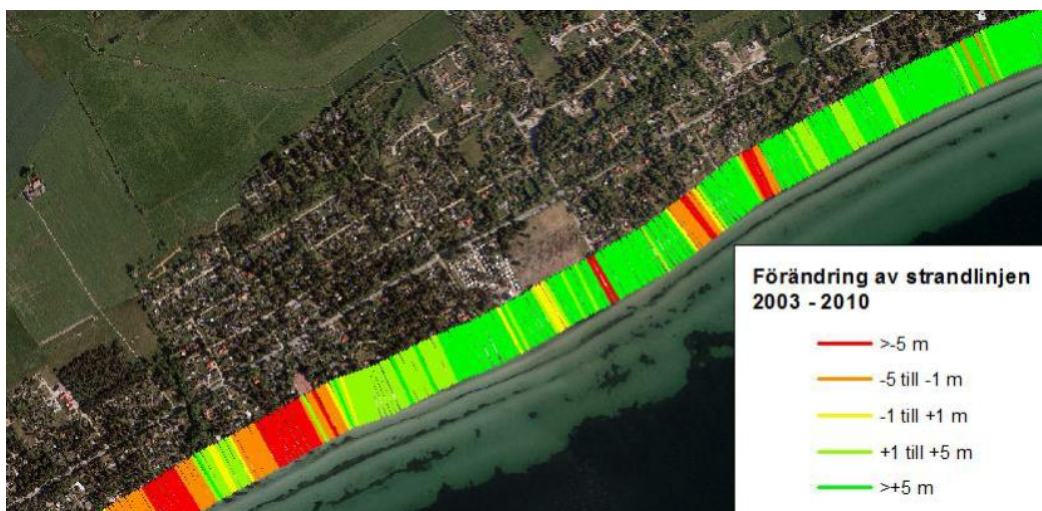 Förändring av strandlinjen
2003 - 2010
>-5 m
-5 till -1 m
-1 till +1 m
+1 till +5 m
>+5 m